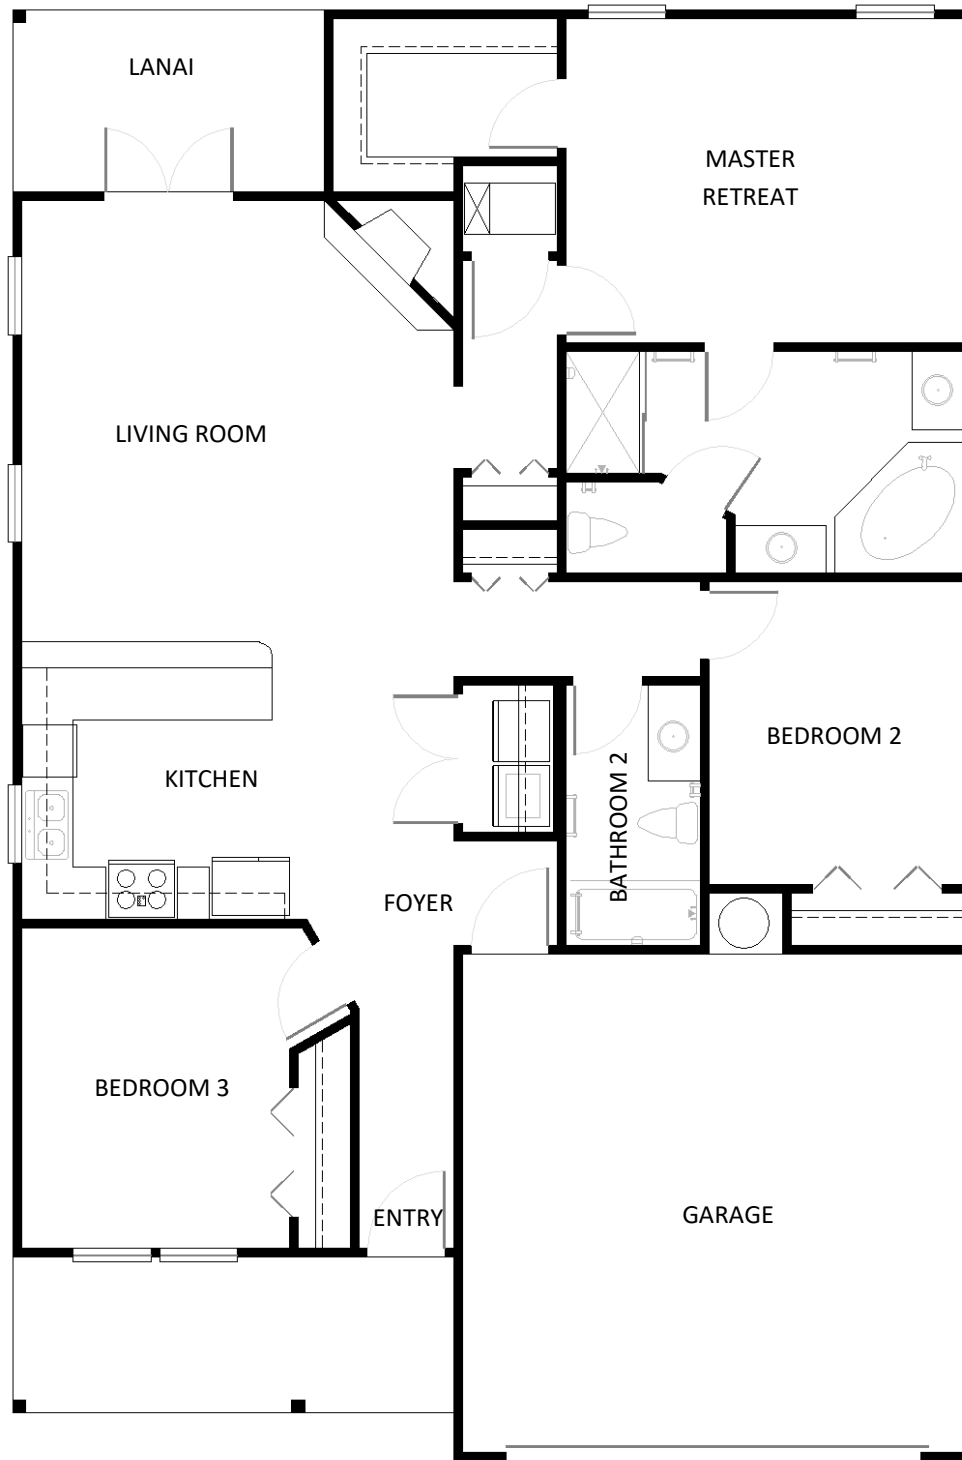 LANAI
MASTER
RETREAT
LIVING ROOM
BEDROOM 2
KITCHEN
BATHROOM 2
FOYER
BEDROOM 3
ENTRY
GARAGE